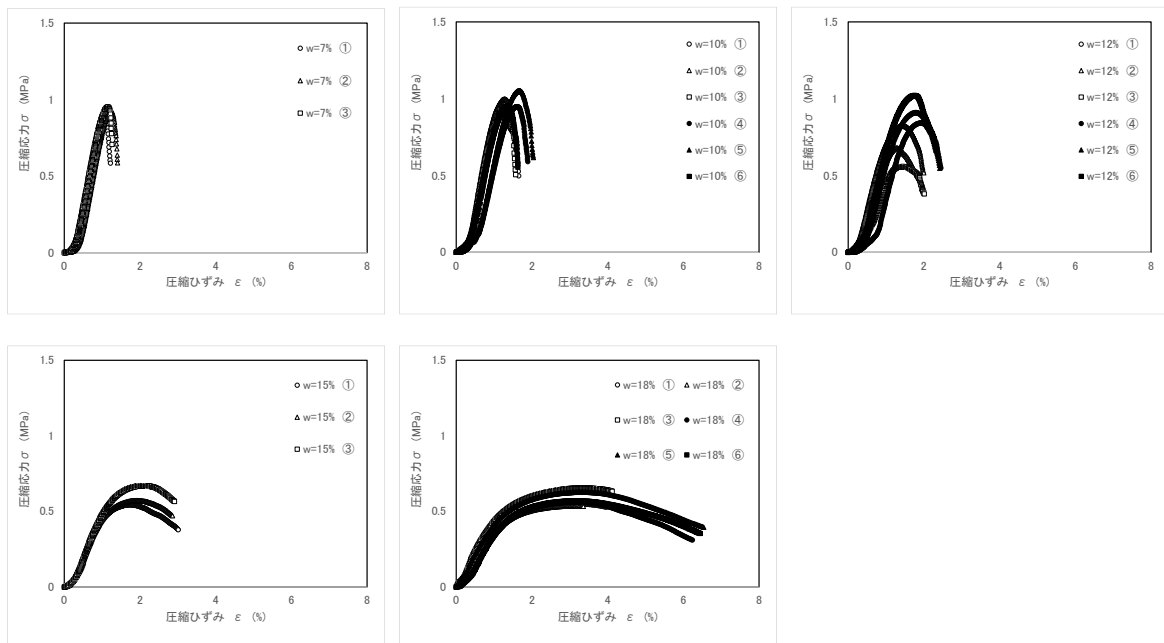 1.5
1
0.5
0
0 2 4 6 8
圧縮応力 σ (MPa)
圧縮ひずみ ε (%)
w=7% ①
w=7% ②
w=7% ③
1.5
1
0.5
0
0 2 4 6 8
圧縮応力 σ (MPa)
圧縮ひずみ ε (%)
w=10% ①
w=10% ②
w=10% ③
w=10% ④
w=10% ⑤
w=10% ⑥
1.5
1
0.5
0
0 2 4 6 8
圧縮応力 σ (MPa)
圧縮ひずみ ε (%)
w=12% ①
w=12% ②
w=12% ③
w=12% ④
w=12% ⑤
w=12% ⑥
1.5
1
0.5
0
0 2 4 6 8
圧縮応力 σ (MPa)
圧縮ひずみ ε (%)
w=15% ①
w=15% ②
w=15% ③
1.5
1
0.5
0
0 2 4 6 8
圧縮応力 σ (MPa)
圧縮ひずみ ε (%)
w=18% ① w=18% ②
w=18% ③ w=18% ④
w=18% ⑤ w=18% ⑥